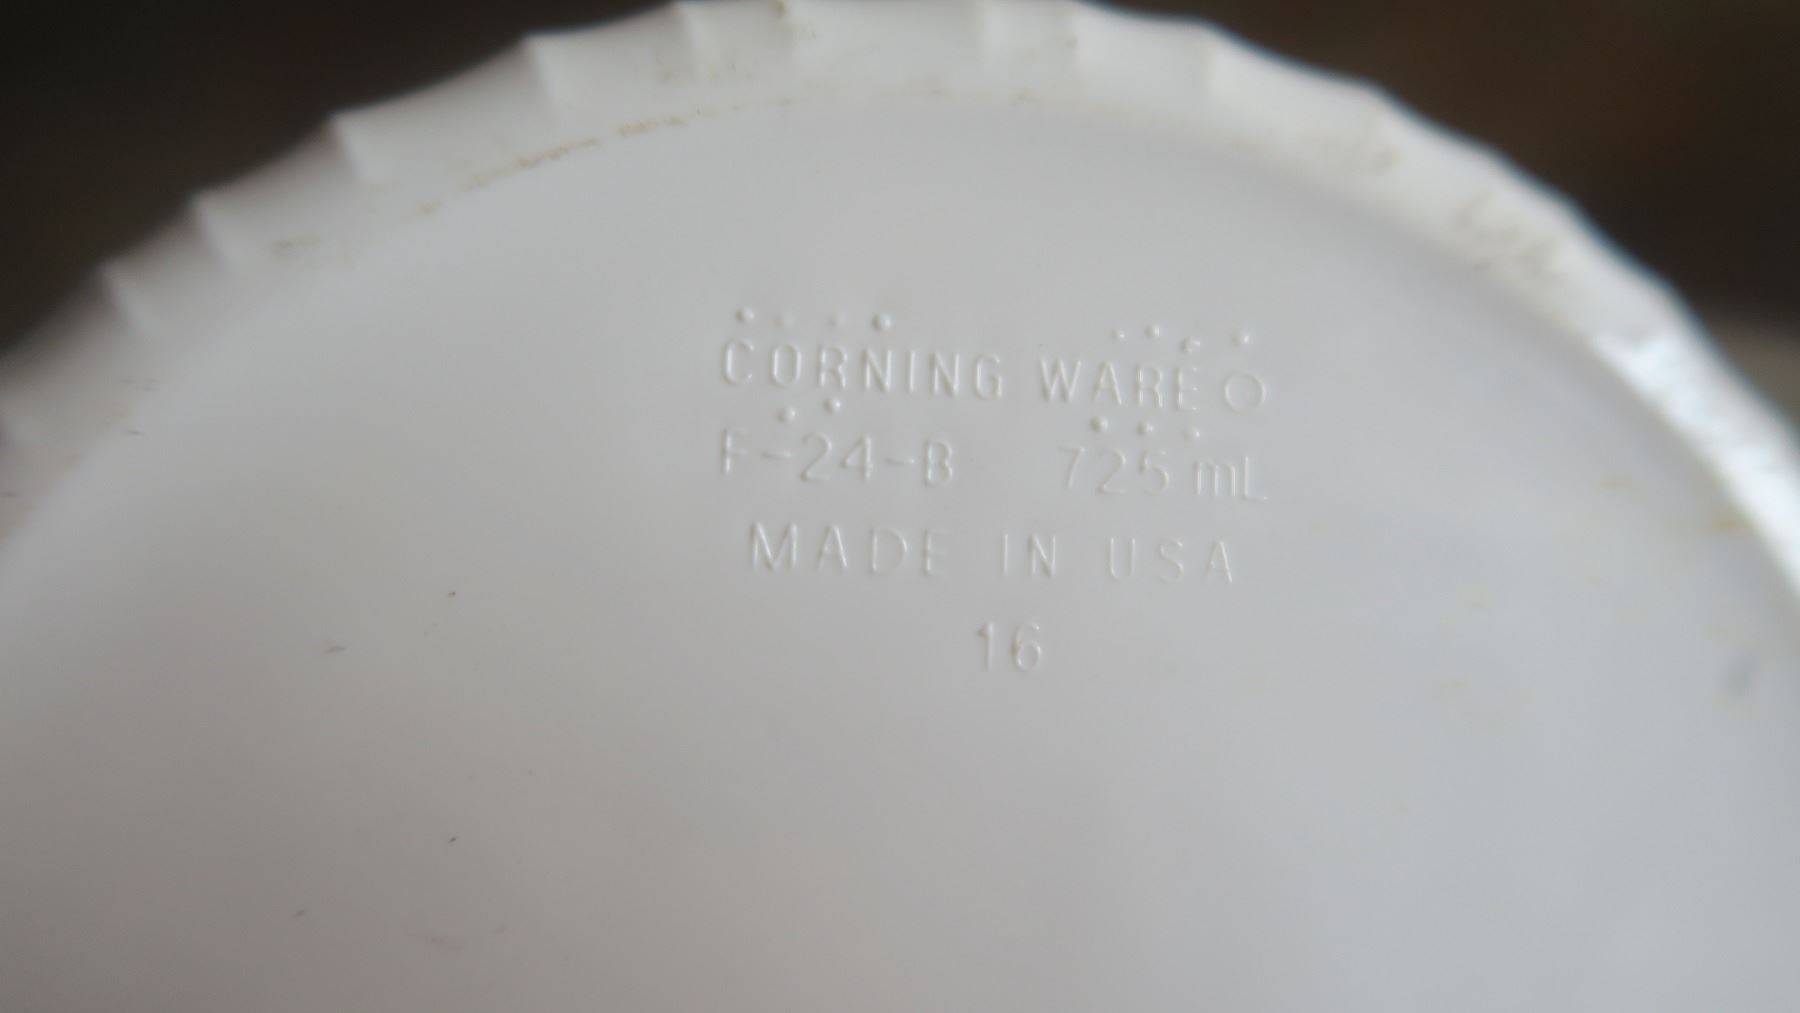 CORNING WARE ®
F-24-B 725 mL
MADE IN USA
16